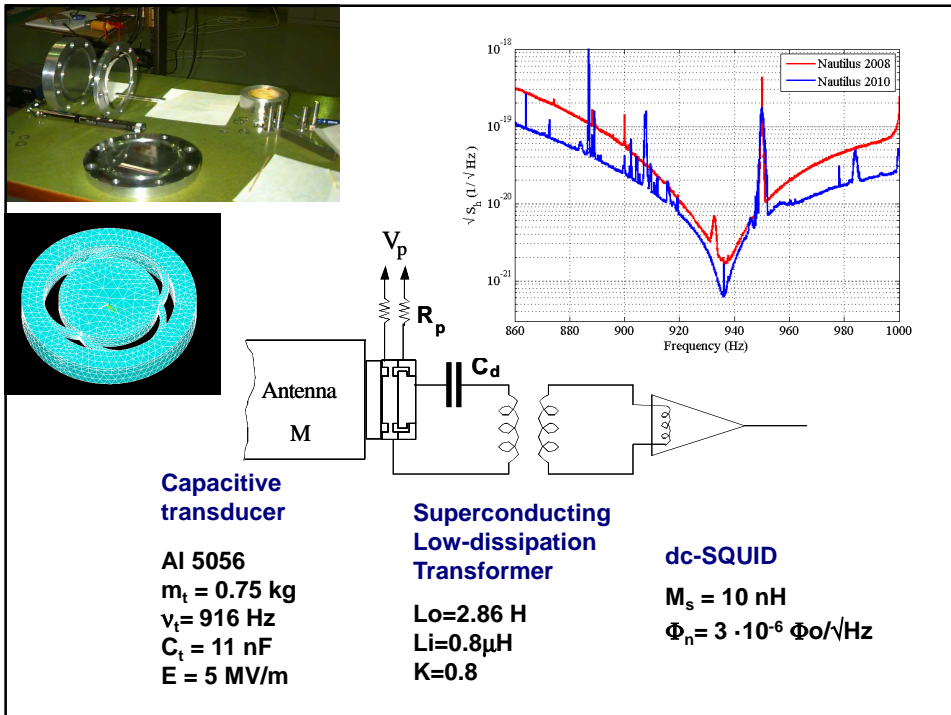 10⁻¹⁸
10⁻¹⁹
10⁻²⁰
10⁻²¹
√S_h (1/√Hz)
Nautilus 2008
Nautilus 2010
860 880 900 920 940 960 980 1000
Frequency (Hz)
V_p
R_p
C_d
Antenna
M
Capacitive
transducer
Al 5056
m_t = 0.75 kg
ν_t= 916 Hz
C_t = 11 nF
E = 5 MV/m
Superconducting
Low-dissipation
Transformer
Lo=2.86 H
Li=0.8μH
K=0.8
dc-SQUID
M_s = 10 nH
Φ_n= 3 ·10⁻⁶ Φo/√Hz